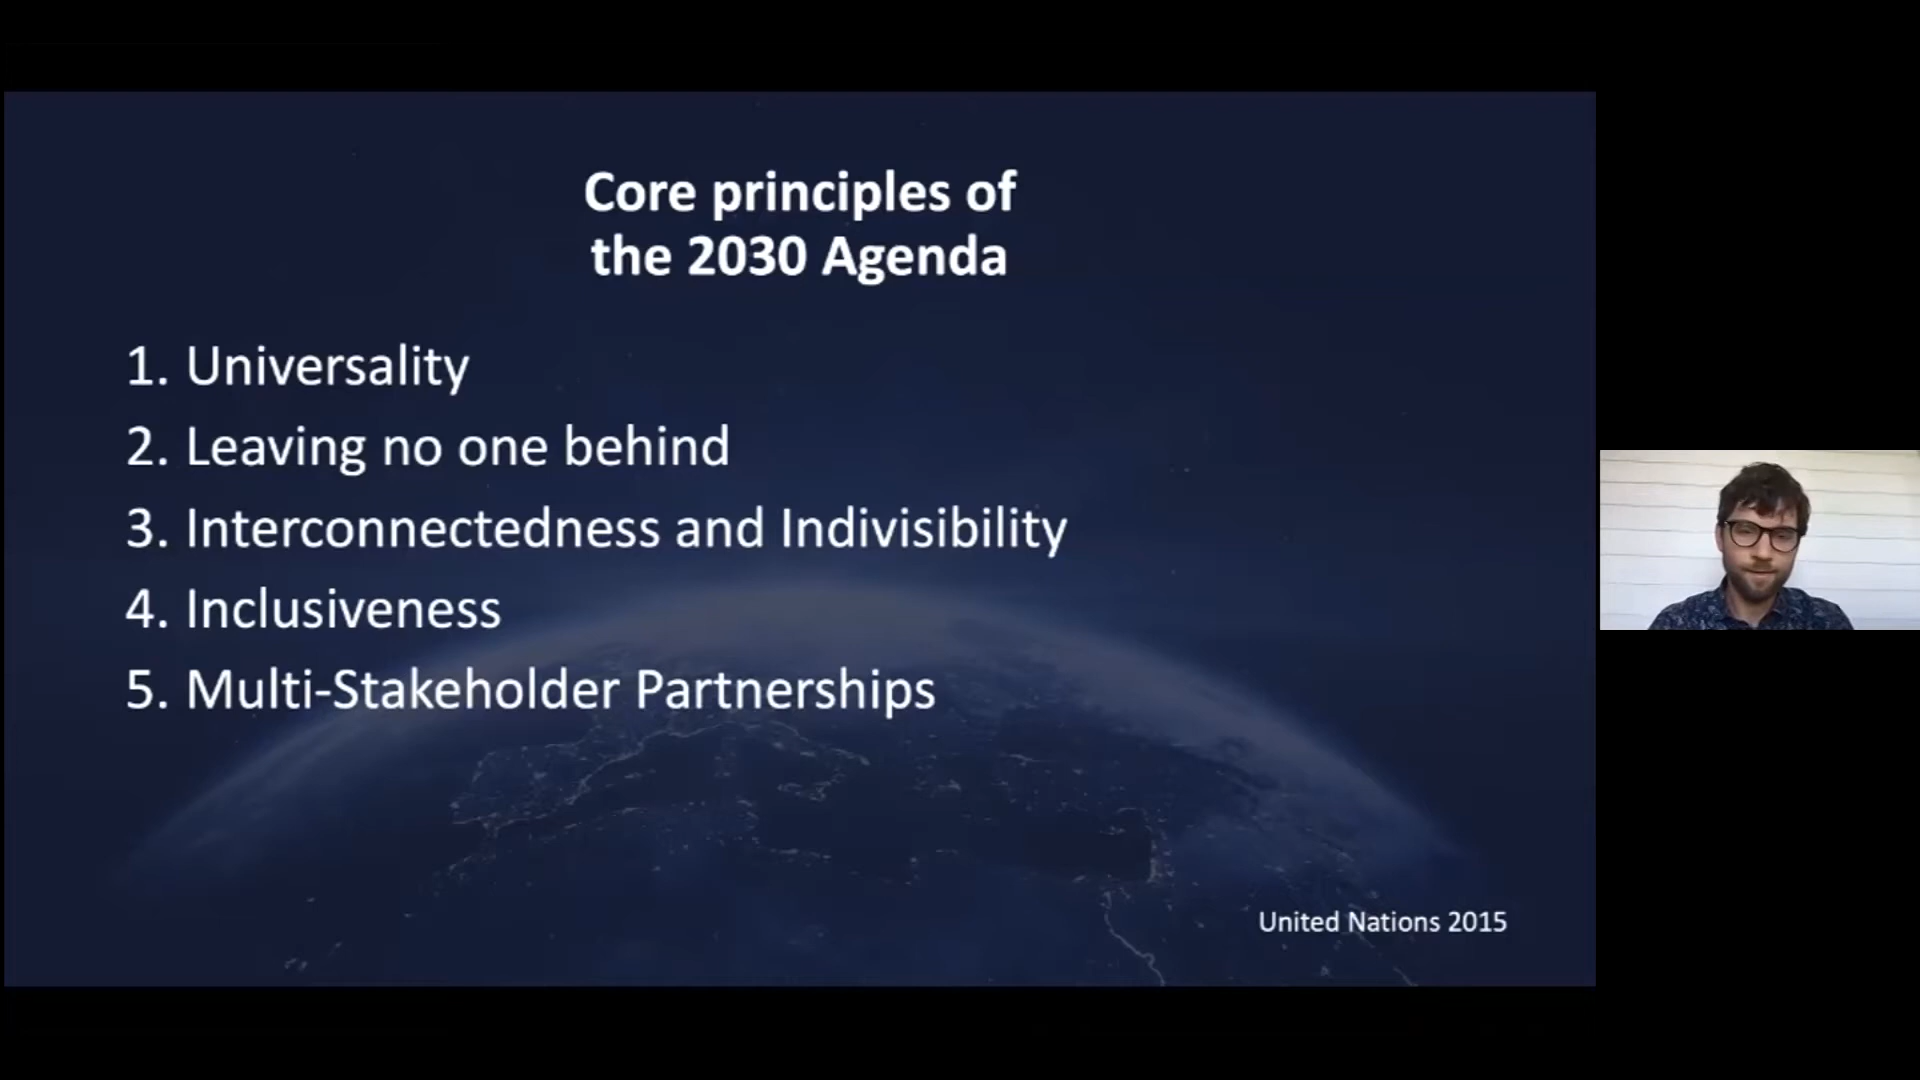 Core principles of
the 2030 Agenda
1. Universality
2. Leaving no one behind
3. Interconnectedness and Indivisibility
4. Inclusiveness
5. Multi-Stakeholder Partnerships
United Nations 2015